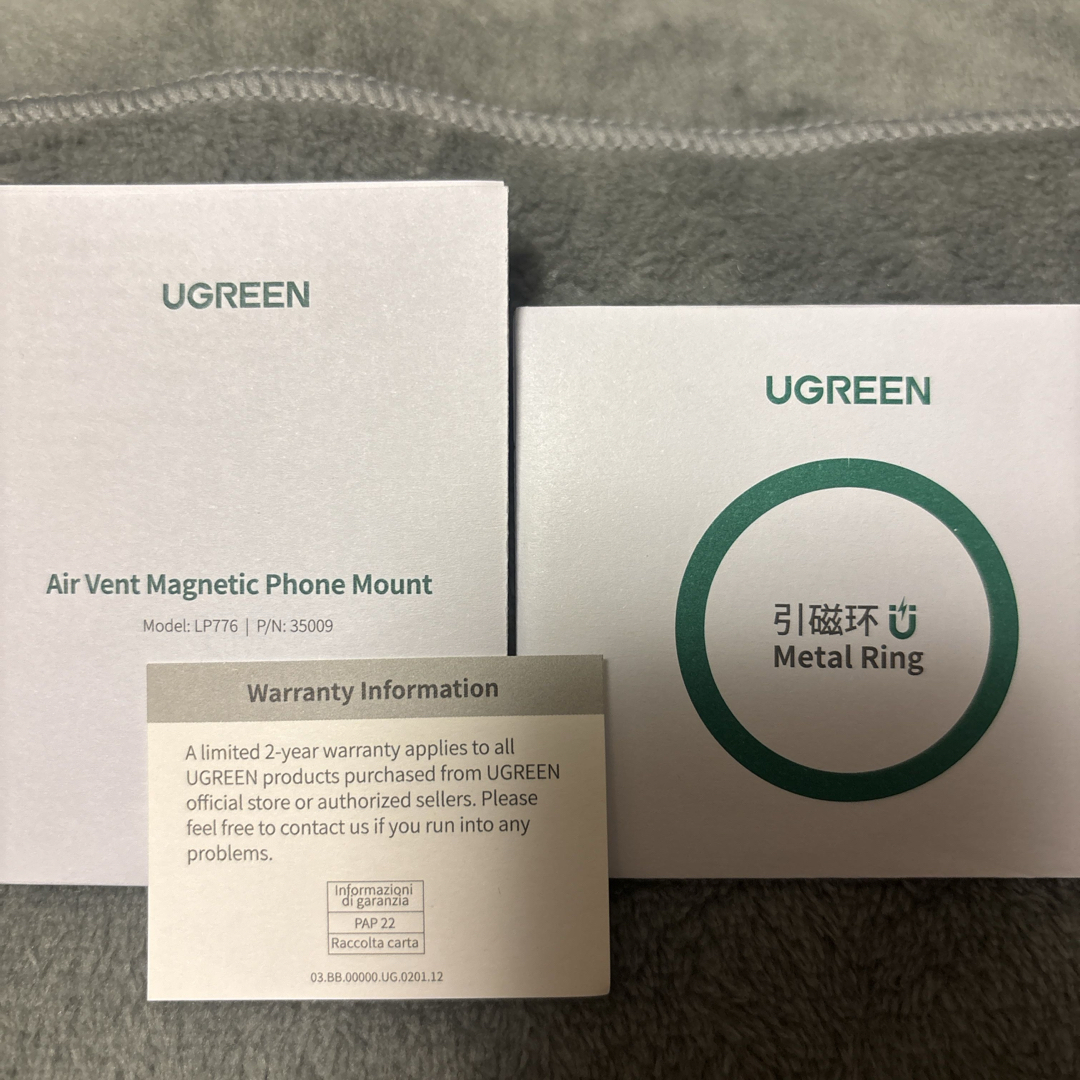 UGREEN
Air Vent Magnetic Phone Mount
Model: LP776 | P/N: 35009
UGREEN
引磁环
Metal Ring
Warranty Information
A limited 2-year warranty applies to all
UGREEN products purchased from UGREEN
official store or authorized sellers. Please
feel free to contact us if you run into any
problems.
Informazioni
di garanzia
PAP 22
Raccolta carta
03.BB.00000.UG.0201.12